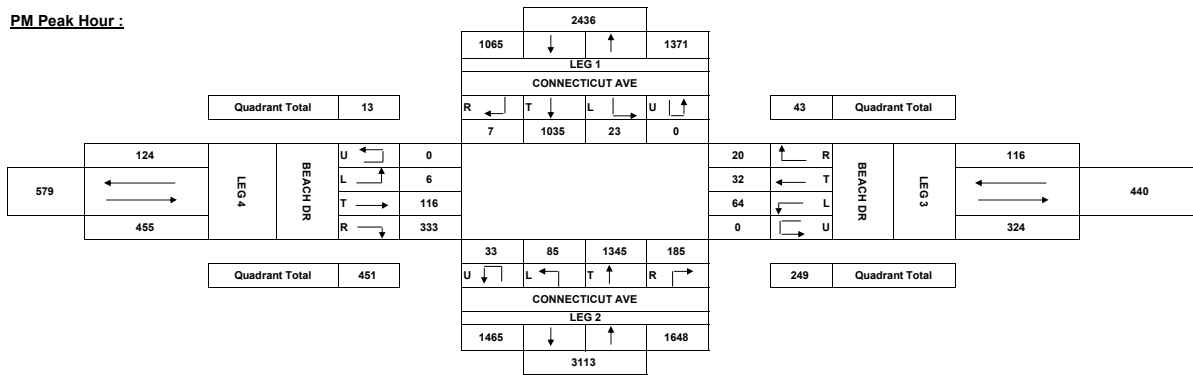 PM Peak Hour :
2436
1065 1371
LEG 1
CONNECTICUT AVE
Quadrant Total 13
R T L U
43 Quadrant Total
7 1035 23 0
124
U 0
20 R
116
579
LEG 4
BEACH DR
L 6
32 T
BEACH DR
LEG 3
440
T 116
64 L
455
R 333
0 U
324
33 85 1345 185
Quadrant Total 451
U L T R
249 Quadrant Total
CONNECTICUT AVE
LEG 2
1465 1648
3113